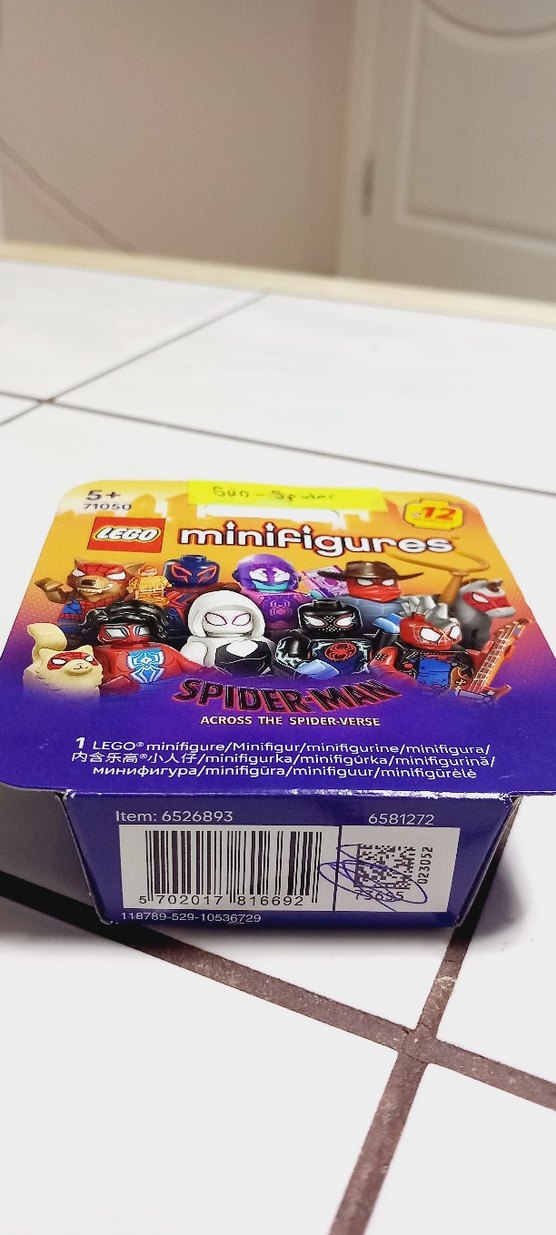 Sun-Spider
5+
71050
12
LEGO
minifigures
SPIDER-MAN
ACROSS THE SPIDER-VERSE
1 LEGO® minifigure/Minifigur/minifigurine/minifigura/
内含乐高®小人仔/minifigurka/minifigúrka/minifigurină/
минифигура/minifigūra/minifiguur/minifigūrėlė
Item: 6526893
6581272
5 702017 816692
023052
118789-529-10536729